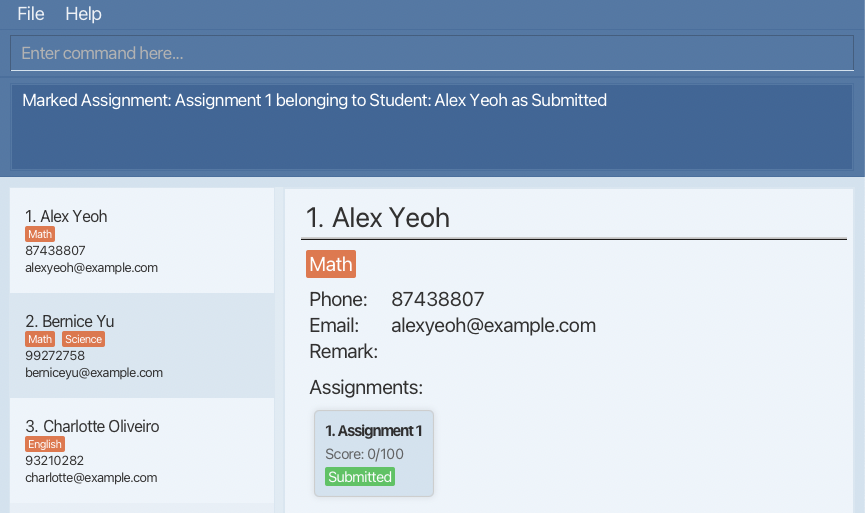 File Help
Enter command here...
Marked Assignment: Assignment 1 belonging to Student: Alex Yeoh as Submitted
1. Alex Yeoh
Math
87438807
alexyeoh@example.com
2. Bernice Yu
Math Science
99272758
berniceyu@example.com
3. Charlotte Oliveiro
English
93210282
charlotte@example.com
1. Alex Yeoh
Math
Phone: 87438807
Email: alexyeoh@example.com
Remark:
Assignments:
1. Assignment 1
Score: 0/100
Submitted